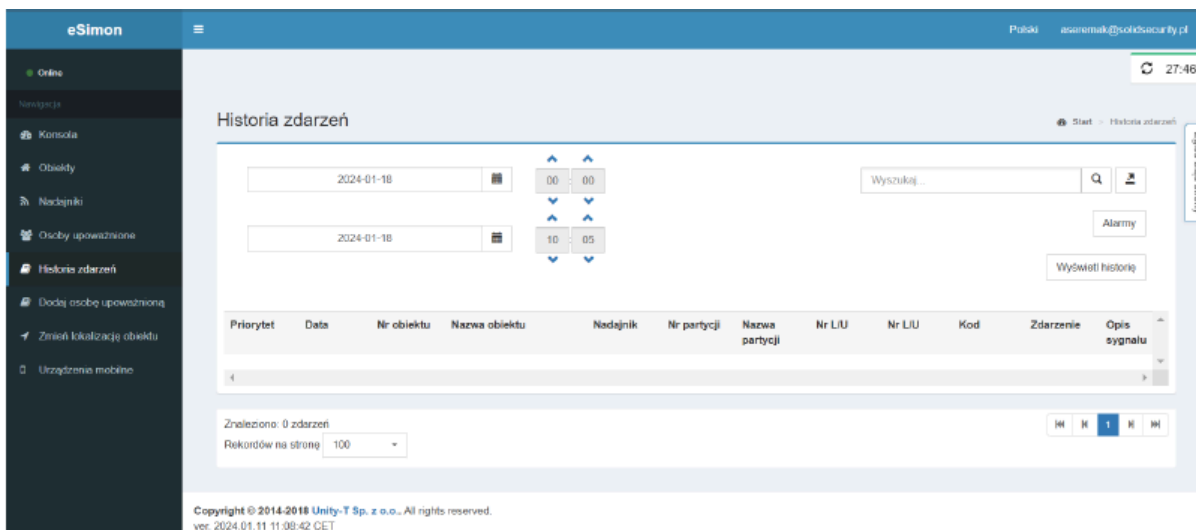 eSimon
Polski aseremak@solidsecurity.pl
Online
27:46
Nawigacja
Historia zdarzeń
Start > Historia zdarzeń
Konsola
Obiekty
Nadajniki
Osoby upoważnione
Historia zdarzeń
Dodaj osobę upoważnioną
Zmień lokalizację obiektu
Urządzenia mobilne
2024-01-18 00 : 00
Wyszukaj...
2024-01-18 10 : 05
Alarmy
Wyświetl historię
Priorytet Data Nr obiektu Nazwa obiektu Nadajnik Nr partycji Nazwa partycji Nr L/U Nr L/U Kod Zdarzenie Opis sygnału
Znaleziono: 0 zdarzeń
Rekordów na stronę 100
1
Copyright © 2014-2018 Unity-T Sp. z o.o.. All rights reserved.
ver. 2024.01.11 11:08:42 CET